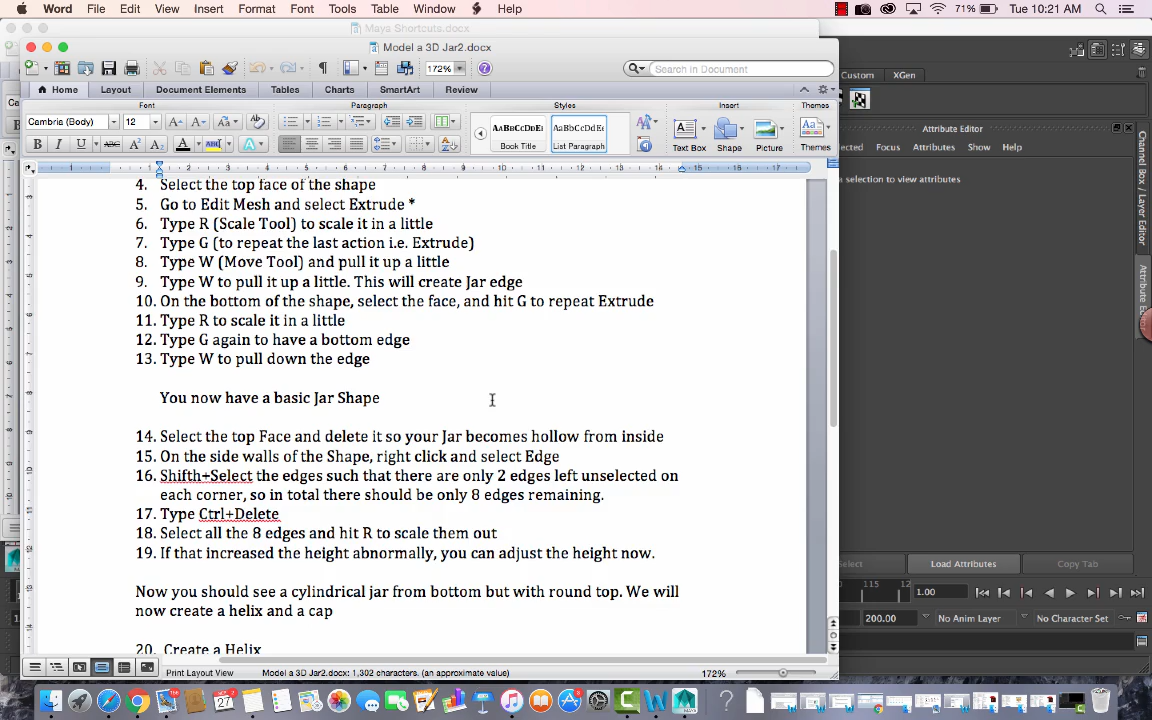 Word File Edit View Insert Format Font Tools Table Window Help 71% Tue 10:21 AM
Maya Shortcuts.docx
Model a 3D Jar2.docx
172% Search in Document
Home Layout Document Elements Tables Charts SmartArt Review
Font Paragraph Styles Insert Themes
Cambria (Body) 12
AaBbCcDdEe Book Title AaBbCcDdEe List Paragraph Text Box Shape Picture Themes
Custom XGen
Attribute Editor
Focus Attributes Show Help
a selection to view attributes
Channel Box / Layer Editor
Attribute Editor
4. Select the top face of the shape
5. Go to Edit Mesh and select Extrude *
6. Type R (Scale Tool) to scale it in a little
7. Type G (to repeat the last action i.e. Extrude)
8. Type W (Move Tool) and pull it up a little
9. Type W to pull it up a little. This will create Jar edge
10. On the bottom of the shape, select the face, and hit G to repeat Extrude
11. Type R to scale it in a little
12. Type G again to have a bottom edge
13. Type W to pull down the edge
You now have a basic Jar Shape
14. Select the top Face and delete it so your Jar becomes hollow from inside
15. On the side walls of the Shape, right click and select Edge
16. Shifth+Select the edges such that there are only 2 edges left unselected on
each corner, so in total there should be only 8 edges remaining.
17. Type Ctrl+Delete
18. Select all the 8 edges and hit R to scale them out
19. If that increased the height abnormally, you can adjust the height now.
Now you should see a cylindrical jar from bottom but with round top. We will
now create a helix and a cap
20. Create a Helix
Load Attributes Copy Tab
115 12 1.00
200.00 No Anim Layer No Character Set
Print Layout View Model a 3D Jar2.docx: 1,302 characters. (an approximate value) 172%